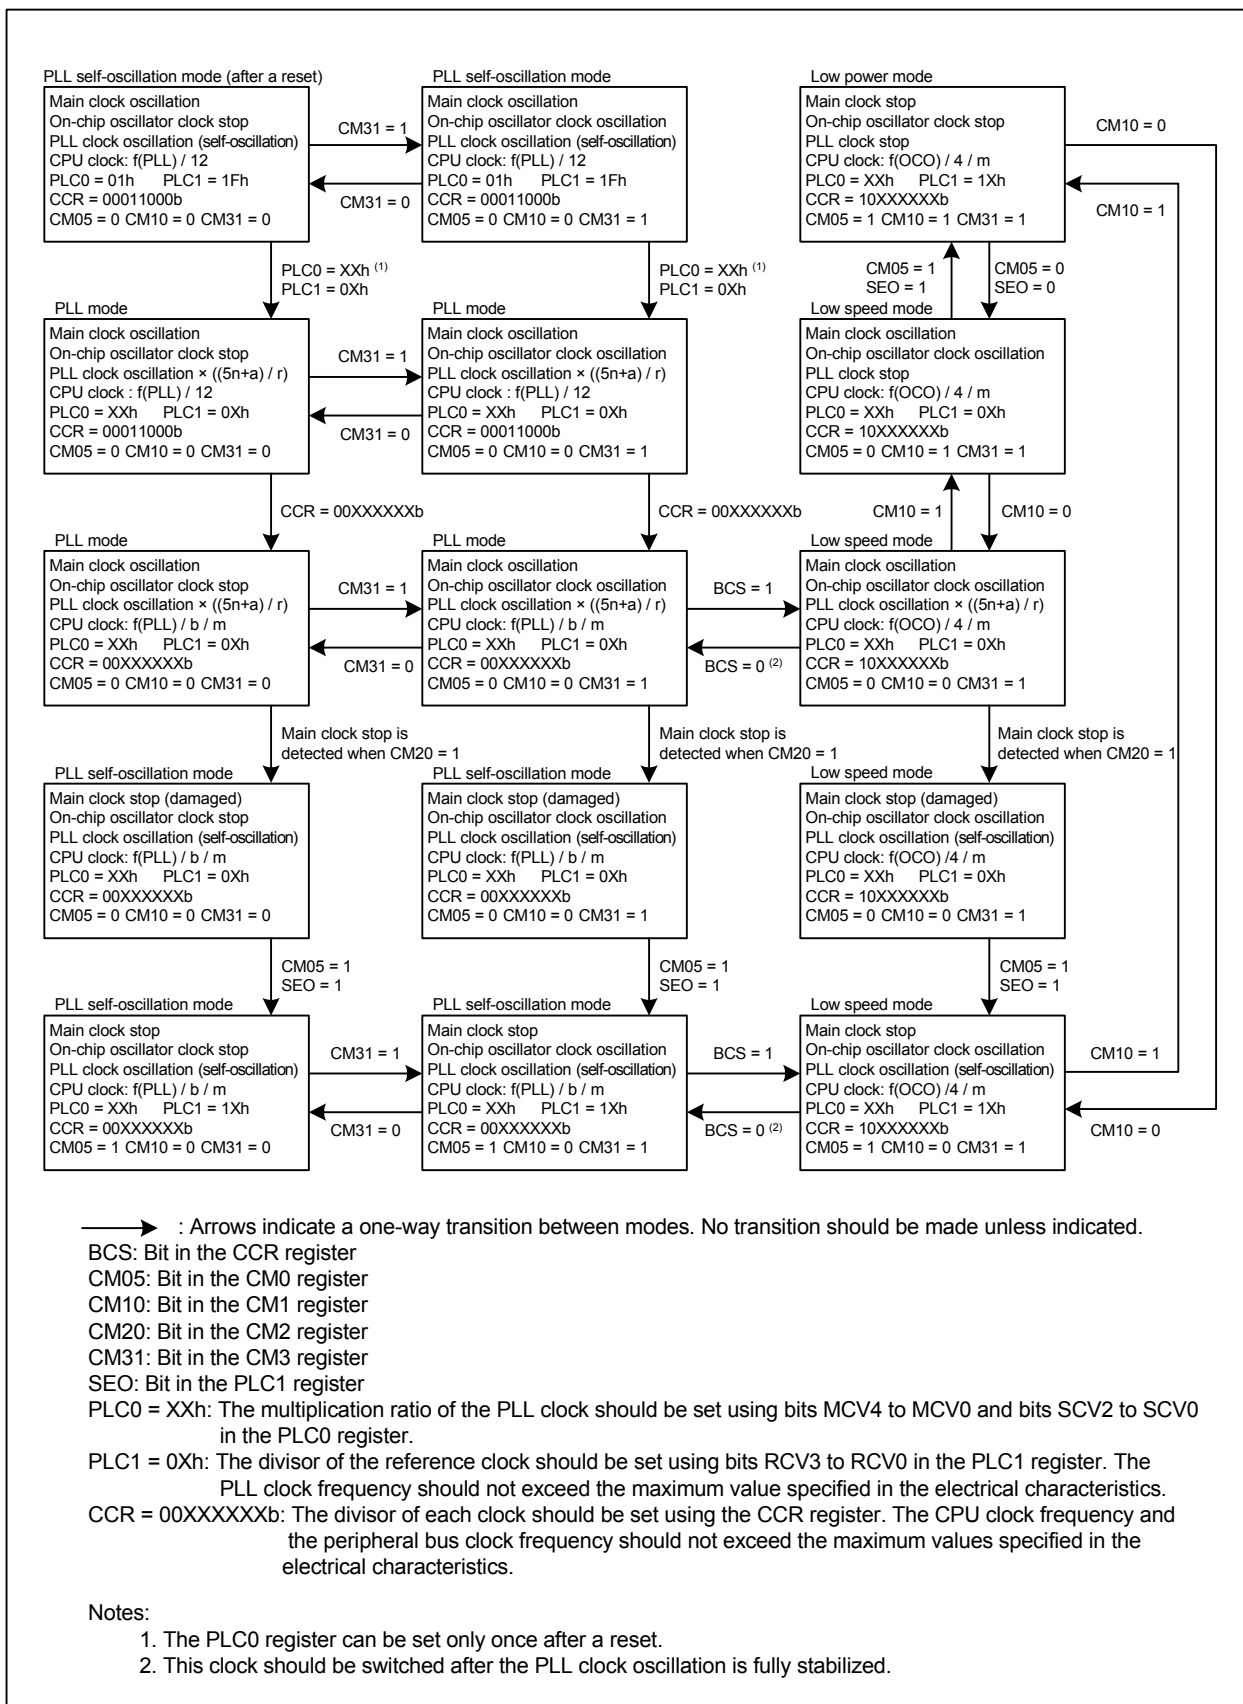 PLL self-oscillation mode (after a reset)
Main clock oscillation
On-chip oscillator clock stop
PLL clock oscillation (self-oscillation)
CPU clock: f(PLL) / 12
PLC0 = 01h PLC1 = 1Fh
CCR = 00011000b
CM05 = 0 CM10 = 0 CM31 = 0
CM31 = 1
CM31 = 0
PLL self-oscillation mode
Main clock oscillation
On-chip oscillator clock oscillation
PLL clock oscillation (self-oscillation)
CPU clock: f(PLL) / 12
PLC0 = 01h PLC1 = 1Fh
CCR = 00011000b
CM05 = 0 CM10 = 0 CM31 = 1
Low power mode
Main clock stop
On-chip oscillator clock stop
PLL clock stop
CPU clock: f(OCO) / 4 / m
PLC0 = XXh PLC1 = 1Xh
CCR = 10XXXXXXb
CM05 = 1 CM10 = 1 CM31 = 1
CM10 = 0
CM10 = 1
PLC0 = XXh (1)
PLC1 = 0Xh
PLC0 = XXh (1)
PLC1 = 0Xh
CM05 = 1
SEO = 1
CM05 = 0
SEO = 0
PLL mode
Main clock oscillation
On-chip oscillator clock stop
PLL clock oscillation × ((5n+a) / r)
CPU clock : f(PLL) / 12
PLC0 = XXh PLC1 = 0Xh
CCR = 00011000b
CM05 = 0 CM10 = 0 CM31 = 0
CM31 = 1
CM31 = 0
PLL mode
Main clock oscillation
On-chip oscillator clock oscillation
PLL clock oscillation × ((5n+a) / r)
CPU clock : f(PLL) / 12
PLC0 = XXh PLC1 = 0Xh
CCR = 00011000b
CM05 = 0 CM10 = 0 CM31 = 1
Low speed mode
Main clock oscillation
On-chip oscillator clock oscillation
PLL clock stop
CPU clock: f(OCO) / 4 / m
PLC0 = XXh PLC1 = 0Xh
CCR = 10XXXXXXb
CM05 = 0 CM10 = 1 CM31 = 1
CCR = 00XXXXXXb
CCR = 00XXXXXXb
CM10 = 1
CM10 = 0
PLL mode
Main clock oscillation
On-chip oscillator clock stop
PLL clock oscillation × ((5n+a) / r)
CPU clock: f(PLL) / b / m
PLC0 = XXh PLC1 = 0Xh
CCR = 00XXXXXXb
CM05 = 0 CM10 = 0 CM31 = 0
CM31 = 1
CM31 = 0
PLL mode
Main clock oscillation
On-chip oscillator clock oscillation
PLL clock oscillation × ((5n+a) / r)
CPU clock: f(PLL) / b / m
PLC0 = XXh PLC1 = 0Xh
CCR = 00XXXXXXb
CM05 = 0 CM10 = 0 CM31 = 1
BCS = 1
BCS = 0 (2)
Low speed mode
Main clock oscillation
On-chip oscillator clock oscillation
PLL clock oscillation × ((5n+a) / r)
CPU clock: f(OCO) / 4 / m
PLC0 = XXh PLC1 = 0Xh
CCR = 10XXXXXXb
CM05 = 0 CM10 = 0 CM31 = 1
Main clock stop is
detected when CM20 = 1
Main clock stop is
detected when CM20 = 1
Main clock stop is
detected when CM20 = 1
PLL self-oscillation mode
Main clock stop (damaged)
On-chip oscillator clock stop
PLL clock oscillation (self-oscillation)
CPU clock: f(PLL) / b / m
PLC0 = XXh PLC1 = 0Xh
CCR = 00XXXXXXb
CM05 = 0 CM10 = 0 CM31 = 0
PLL self-oscillation mode
Main clock stop (damaged)
On-chip oscillator clock oscillation
PLL clock oscillation (self-oscillation)
CPU clock: f(PLL) / b / m
PLC0 = XXh PLC1 = 0Xh
CCR = 00XXXXXXb
CM05 = 0 CM10 = 0 CM31 = 1
Low speed mode
Main clock stop (damaged)
On-chip oscillator clock oscillation
PLL clock oscillation (self-oscillation)
CPU clock: f(OCO) /4 / m
PLC0 = XXh PLC1 = 0Xh
CCR = 10XXXXXXb
CM05 = 0 CM10 = 0 CM31 = 1
CM05 = 1
SEO = 1
CM05 = 1
SEO = 1
CM05 = 1
SEO = 1
PLL self-oscillation mode
Main clock stop
On-chip oscillator clock stop
PLL clock oscillation (self-oscillation)
CPU clock: f(PLL) / b / m
PLC0 = XXh PLC1 = 1Xh
CCR = 00XXXXXXb
CM05 = 1 CM10 = 0 CM31 = 0
CM31 = 1
CM31 = 0
PLL self-oscillation mode
Main clock stop
On-chip oscillator clock oscillation
PLL clock oscillation (self-oscillation)
CPU clock: f(PLL) / b / m
PLC0 = XXh PLC1 = 1Xh
CCR = 00XXXXXXb
CM05 = 1 CM10 = 0 CM31 = 1
BCS = 1
BCS = 0 (2)
Low speed mode
Main clock stop
On-chip oscillator clock oscillation
PLL clock oscillation (self-oscillation)
CPU clock: f(OCO) /4 / m
PLC0 = XXh PLC1 = 1Xh
CCR = 10XXXXXXb
CM05 = 1 CM10 = 0 CM31 = 1
CM10 = 1
CM10 = 0
: Arrows indicate a one-way transition between modes. No transition should be made unless indicated.
BCS: Bit in the CCR register
CM05: Bit in the CM0 register
CM10: Bit in the CM1 register
CM20: Bit in the CM2 register
CM31: Bit in the CM3 register
SEO: Bit in the PLC1 register
PLC0 = XXh: The multiplication ratio of the PLL clock should be set using bits MCV4 to MCV0 and bits SCV2 to SCV0
in the PLC0 register.
PLC1 = 0Xh: The divisor of the reference clock should be set using bits RCV3 to RCV0 in the PLC1 register. The
PLL clock frequency should not exceed the maximum value specified in the electrical characteristics.
CCR = 00XXXXXXb: The divisor of each clock should be set using the CCR register. The CPU clock frequency and
the peripheral bus clock frequency should not exceed the maximum values specified in the
electrical characteristics.
Notes:
1. The PLC0 register can be set only once after a reset.
2. This clock should be switched after the PLL clock oscillation is fully stabilized.